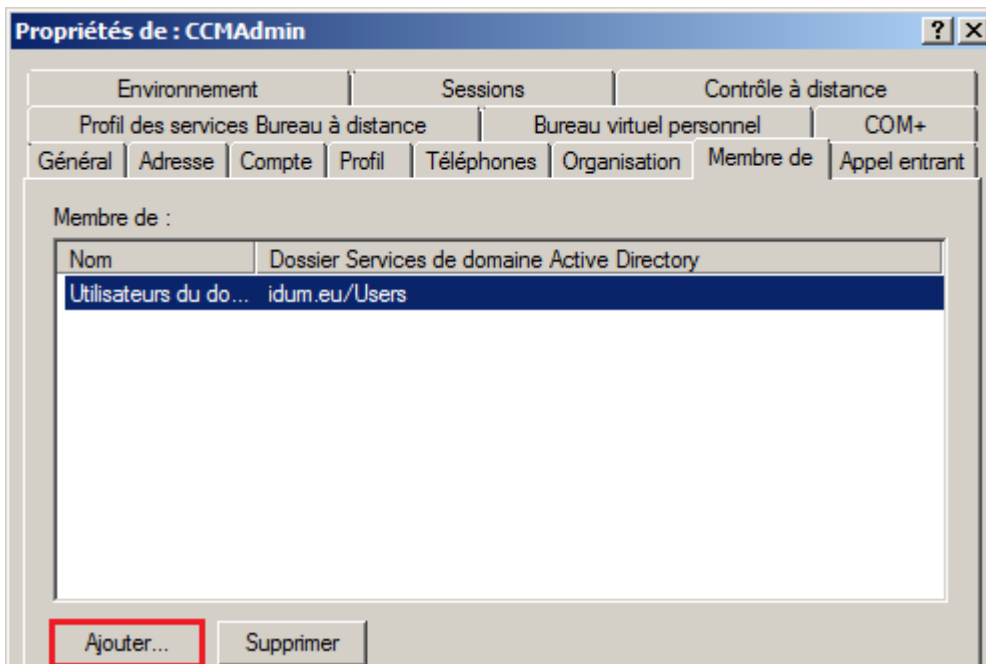 Propriétés de : CCMAdmin
Environnement Sessions Contrôle à distance
Profil des services Bureau à distance Bureau virtuel personnel COM+
Général Adresse Compte Profil Téléphones Organisation Membre de Appel entrant
Membre de :
Nom Dossier Services de domaine Active Directory
Utilisateurs du do... idum.eu/Users
Ajouter... Supprimer